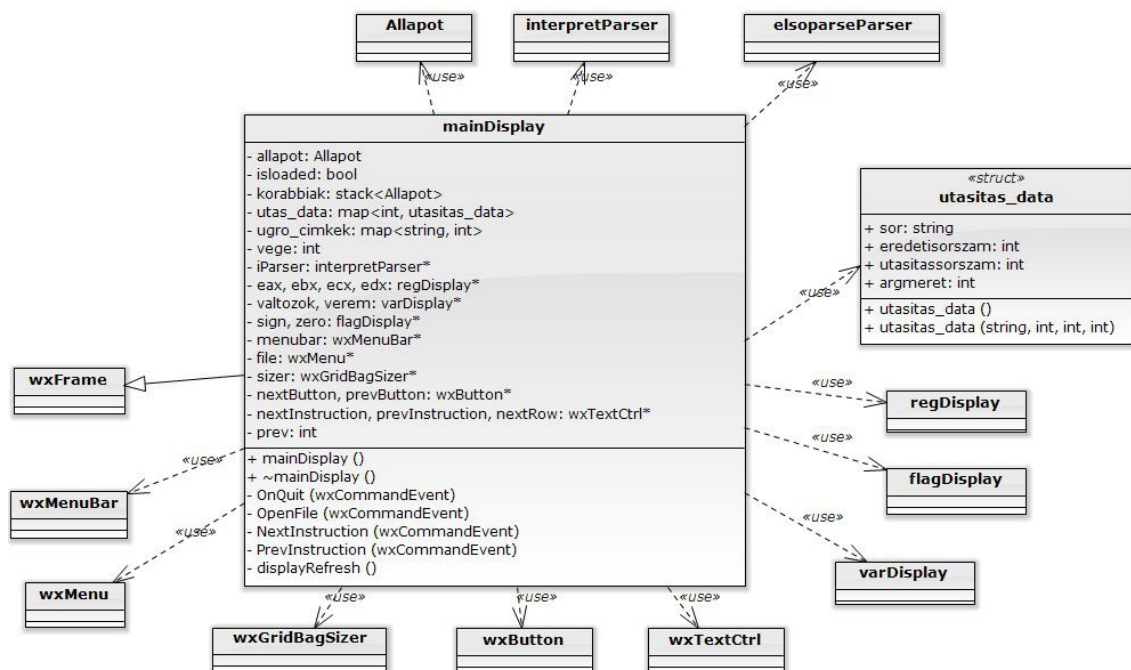 Allapot
interpretParser
elsoparseParser
«use»
«use»
«use»
mainDisplay
- allapot: Allapot
- isloaded: bool
- korabbiak: stack<Allapot>
- utas_data: map<int, utasitas_data>
- ugro_cimkek: map<string, int>
- vege: int
- iParser: interpretParser*
- eax, ebx, ecx, edx: regDisplay*
- valtozok, verem: varDisplay*
- sign, zero: flagDisplay*
- menubar: wxMenuBar*
- file: wxMenu*
- sizer: wxGridBagSizer*
- nextButton, prevButton: wxButton*
- nextInstruction, prevInstruction, nextRow: wxTextCtrl*
- prev: int
+ mainDisplay ()
+ ~mainDisplay ()
- OnQuit (wxCommandEvent)
- OpenFile (wxCommandEvent)
- NextInstruction (wxCommandEvent)
- PrevInstruction (wxCommandEvent)
- displayRefresh ()
«struct»
utasitas_data
+ sor: string
+ eredetisorszam: int
+ utasitassorszam: int
+ argmeret: int
+ utasitas_data ()
+ utasitas_data (string, int, int, int)
«use»
wxFrame
«use»
regDisplay
«use»
flagDisplay
«use»
wxMenuBar
«use»
varDisplay
«use»
wxMenu
«use»
«use»
«use»
wxGridBagSizer
wxButton
wxTextCtrl